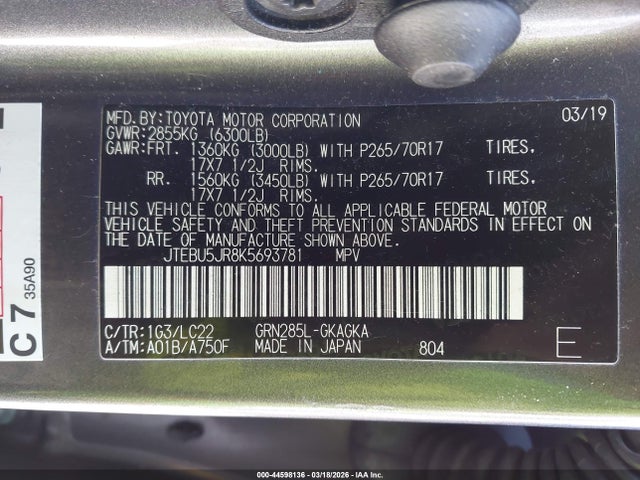 MFD.BY:TOYOTA MOTOR CORPORATION 03/19
GVWR:2855KG (6300LB)
GAWR:FRT. 1360KG (3000LB) WITH P265/70R17 TIRES.
17X7 1/2J RIMS.
RR. 1560KG (3450LB) WITH P265/70R17 TIRES.
17X7 1/2J RIMS.
THIS VEHICLE CONFORMS TO ALL APPLICABLE FEDERAL MOTOR
VEHICLE SAFETY AND THEFT PREVENTION STANDARDS IN EFFECT ON
THE DATE OF MANUFACTURE SHOWN ABOVE.
JTEBU5JR8K5693781 MPV
C/TR:1G3/LC22 GRN285L-GKAGKA
A/TM:A01B/A750F MADE IN JAPAN 804 E
C7 35A90
000-44598136 - 03/18/2026 - IAA Inc.